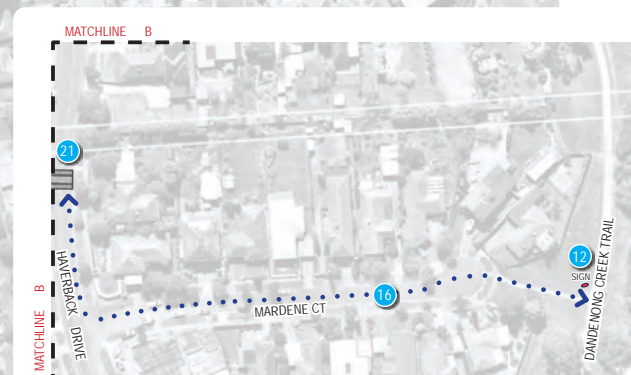 MATCHLINE B
21
12
SIGN
DANDENONG CREEK TRAIL
HAVERBACK DRIVE
16
MARDENE CT
MATCHLINE B